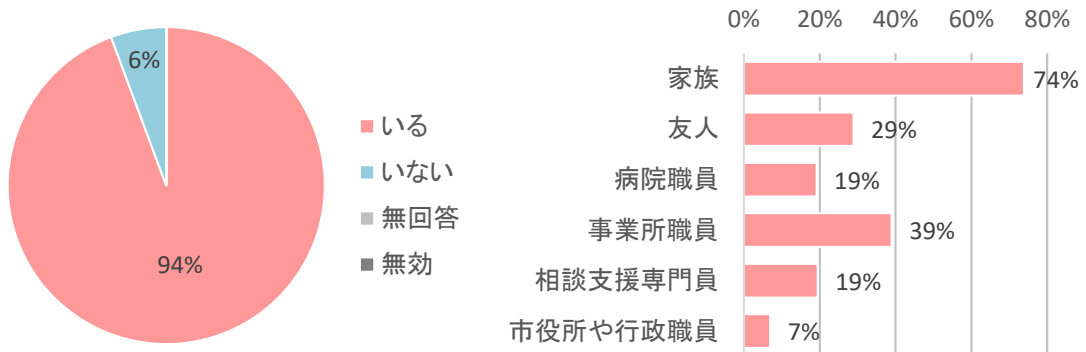 6%
94%
いる
いない
無回答
無効
0% 20% 40% 60% 80%
家族 74%
友人 29%
病院職員 19%
事業所職員 39%
相談支援専門員 19%
市役所や行政職員 7%